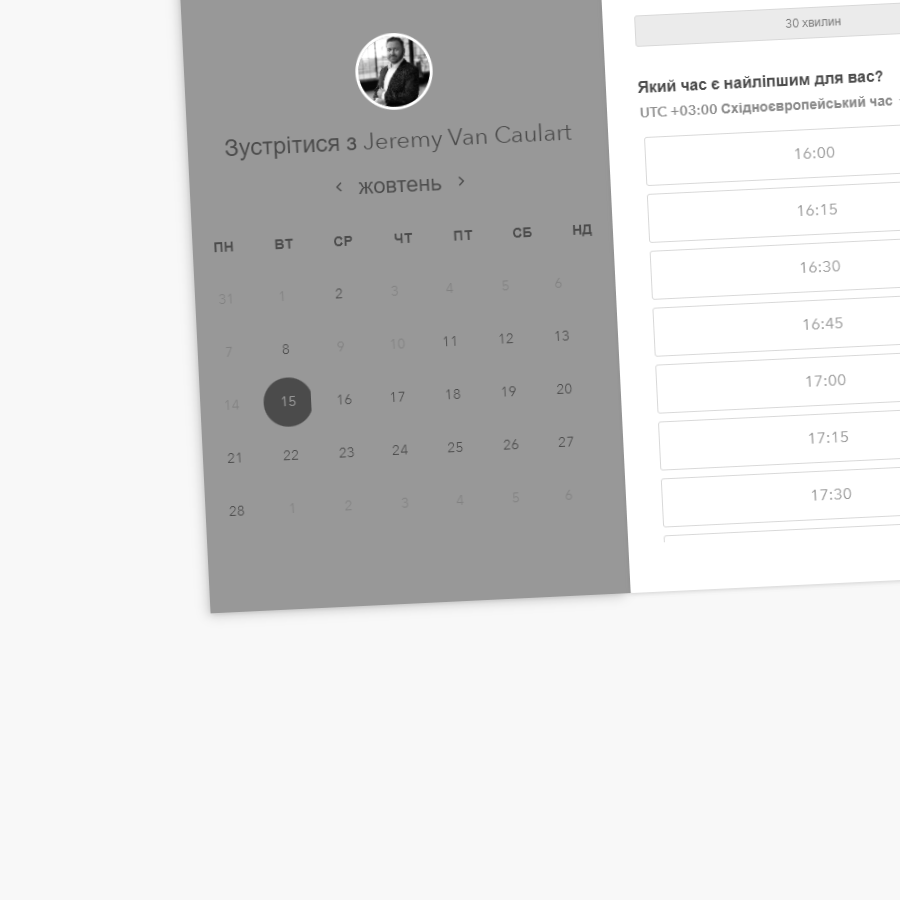 Зустрітися з Jeremy Van Caulart
‹ жовтень ›
ПН ВТ СР ЧТ ПТ СБ НД
31 1 2 3 4 5 6
7 8 9 10 11 12 13
14 15 16 17 18 19 20
21 22 23 24 25 26 27
28 1 2 3 4 5 6
30 хвилин
Який час є найліпшим для вас?
UTC +03:00 Східноєвропейський час
16:00
16:15
16:30
16:45
17:00
17:15
17:30